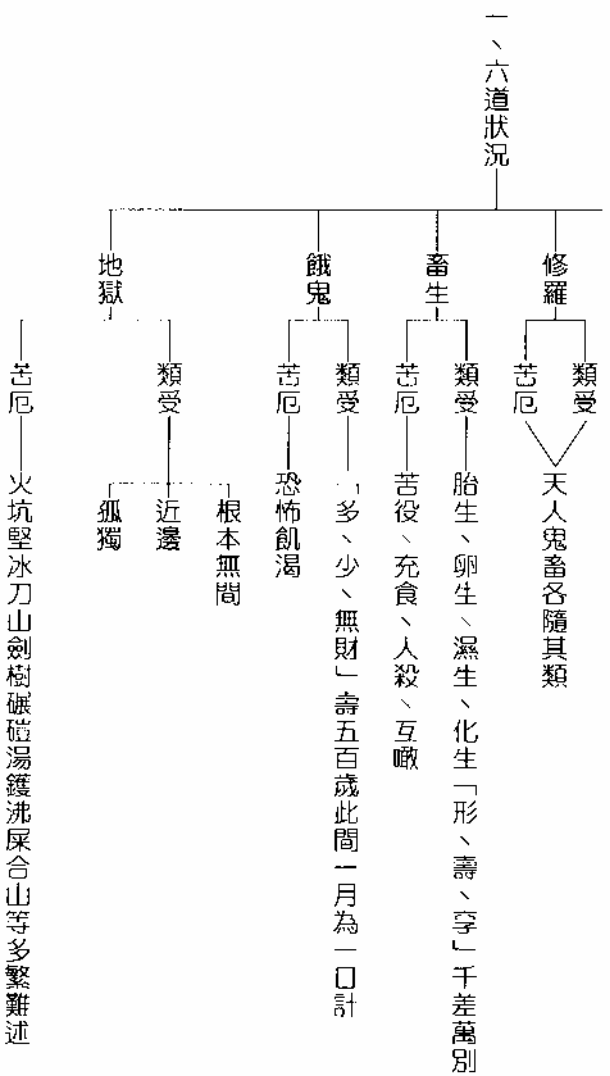 一、六道狀況
修羅
類受
苦厄
天人鬼畜各隨其類
畜生
類受
胎生、卵生、濕生、化生「形、壽、享」千差萬別
苦厄
苦役、充食、人殺、互噉
餓鬼
類受
「多、少、無財」壽五百歲此間一月為一日計
苦厄
恐怖飢渴
地獄
類受
根本無間
近邊
孤獨
苦厄
火坑堅冰刀山劍樹碾磑湯鑊沸屎合山等多繁難述